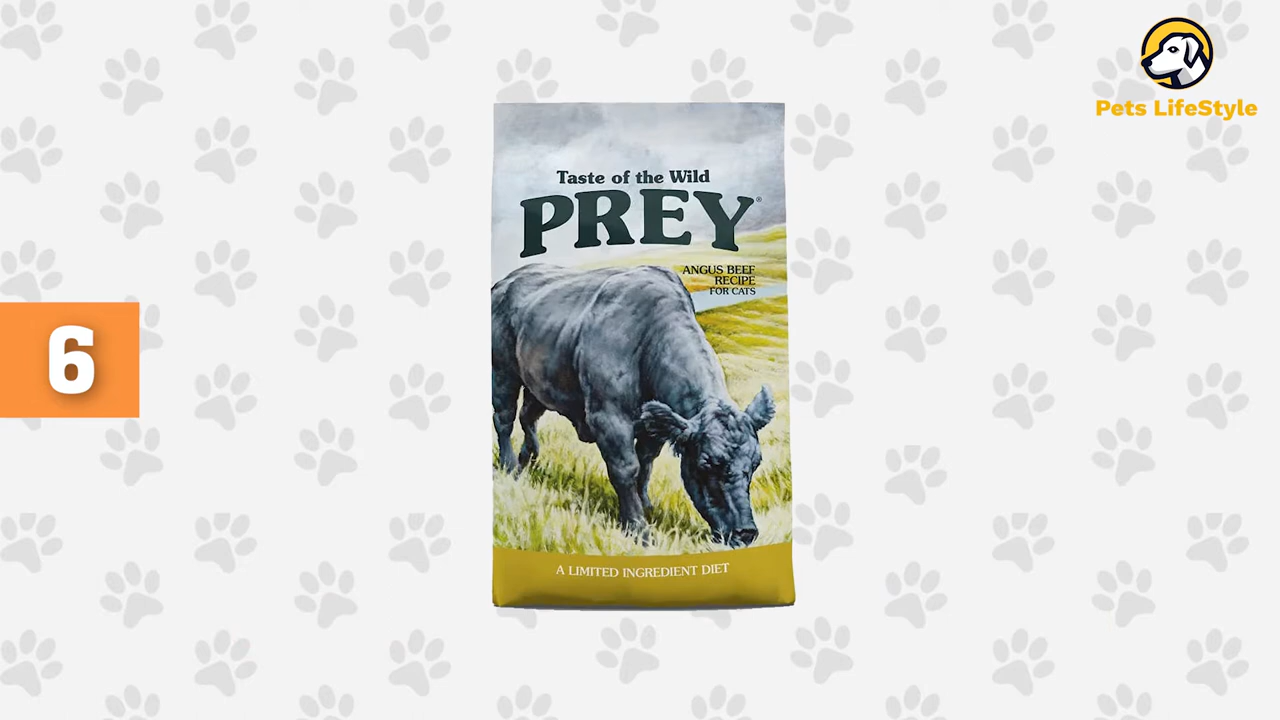 Pets LifeStyle
Taste of the Wild
PREY®
ANGUS BEEF
RECIPE
FOR CATS
6
A LIMITED INGREDIENT DIET